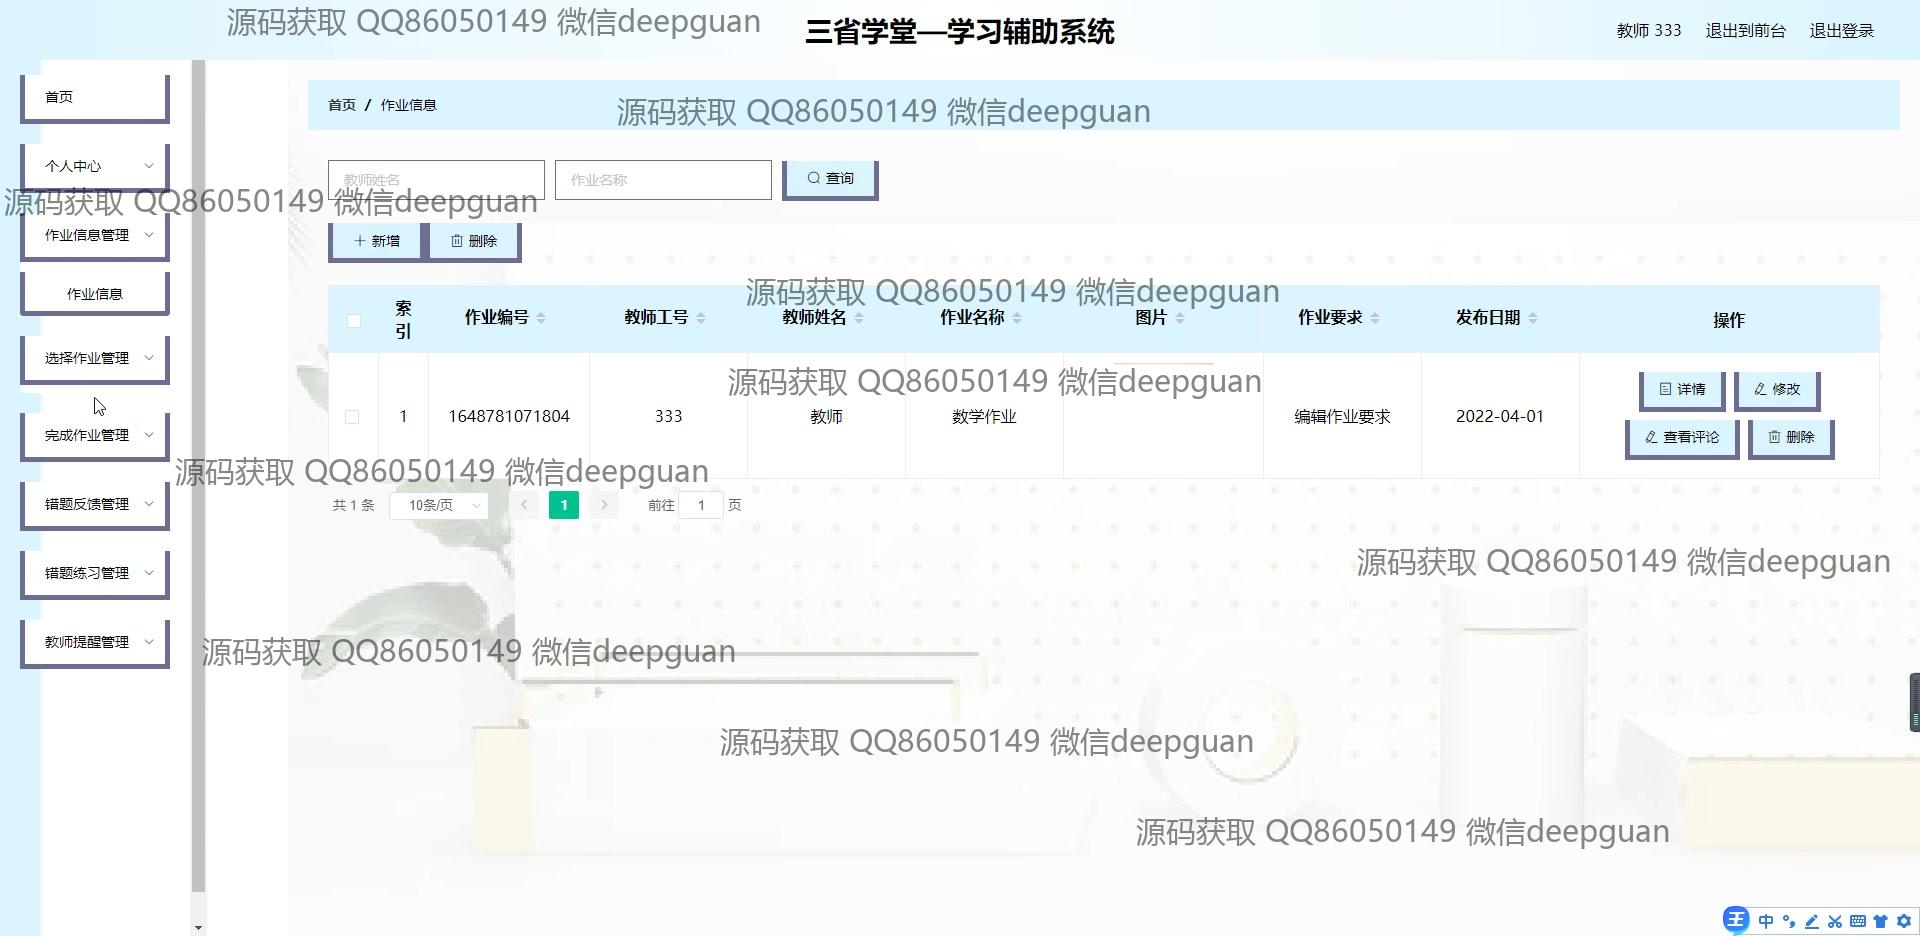 源码获取 QQ86050149 微信deepguan
三省学堂—学习辅助系统
教师 333 退出到前台 退出登录
首页
首页 / 作业信息
源码获取 QQ86050149 微信deepguan
个人中心
教师姓名 作业名称 查询
源码获取 QQ86050149 微信deepguan
作业信息管理
新增 删除
作业信息
源码获取 QQ86050149 微信deepguan
索引 作业编号 教师工号 教师姓名 作业名称 图片 作业要求 发布日期 操作
选择作业管理
源码获取 QQ86050149 微信deepguan
详情 修改
1 1648781071804 333 教师 数学作业 编辑作业要求 2022-04-01
查看评论 删除
完成作业管理
源码获取 QQ86050149 微信deepguan
错题反馈管理
共 1 条 10条/页 1 前往 1 页
源码获取 QQ86050149 微信deepguan
错题练习管理
教师提醒管理
源码获取 QQ86050149 微信deepguan
源码获取 QQ86050149 微信deepguan
源码获取 QQ86050149 微信deepguan
王 中